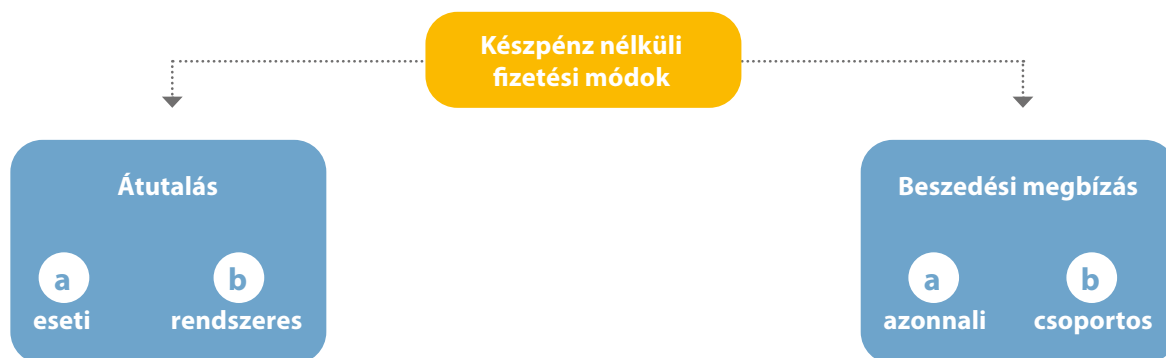 Készpénz nélküli
fizetési módok
Átutalás
a
eseti
b
rendszeres
Beszedési megbízás
a
azonnali
b
csoportos